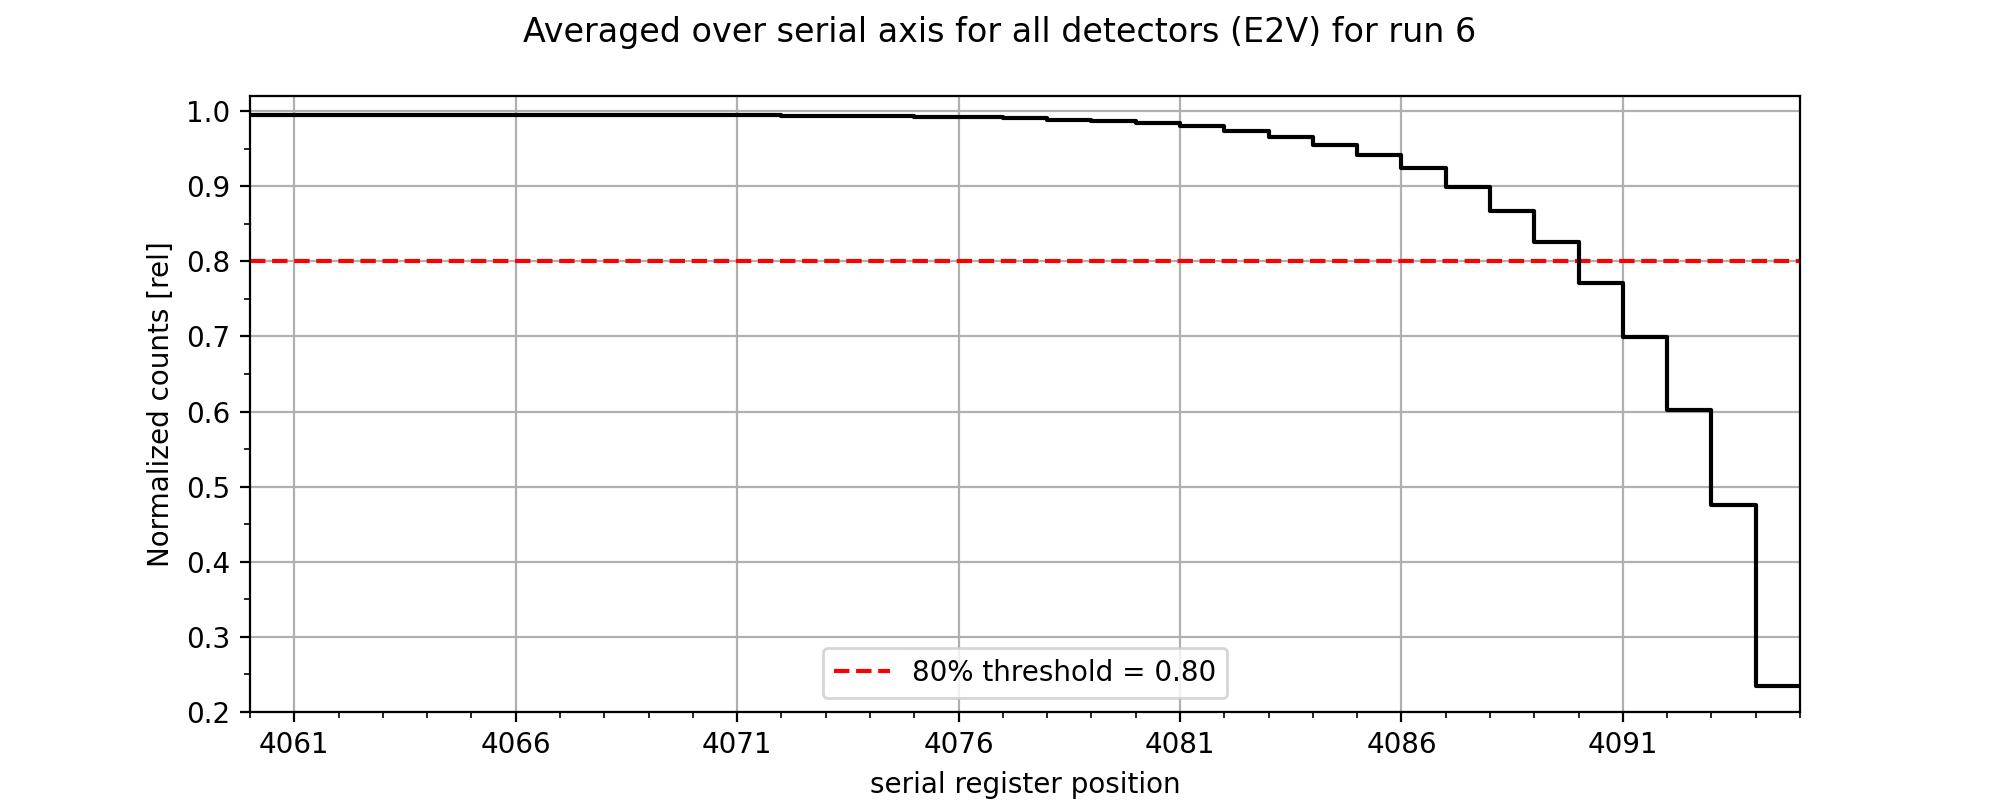 Averaged over serial axis for all detectors (E2V) for run 6
1.0
0.9
0.8
0.7
0.6
0.5
0.4
0.3
0.2
Normalized counts [rel]
80% threshold = 0.80
4061 4066 4071 4076 4081 4086 4091
serial register position